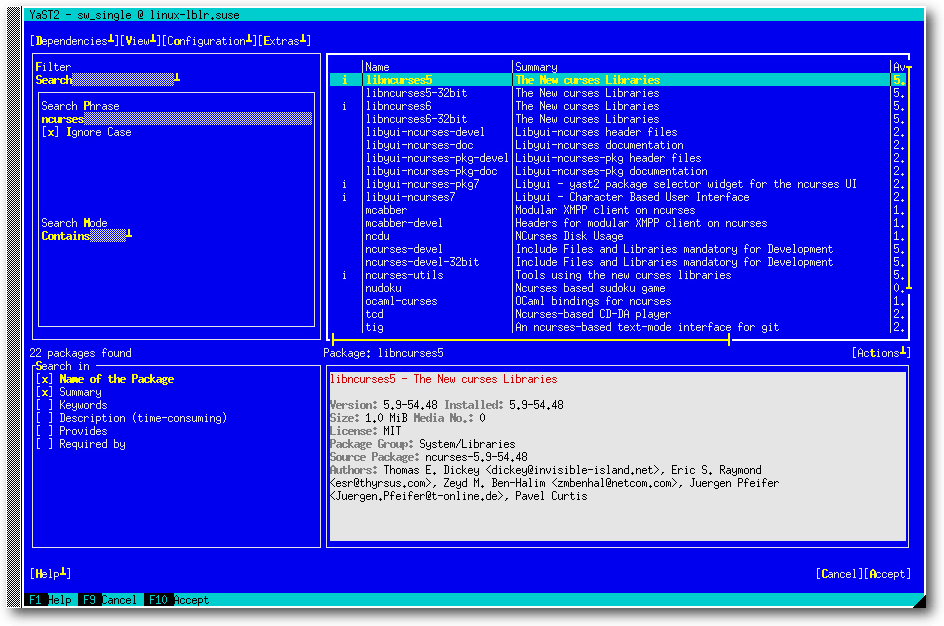 YaST2 - sw_single @ linux-lblr.suse
[Dependencies][View][Configuration][Extras]
Filter
Search
Search Phrase
ncurses
[x] Ignore Case
Search Mode
Contains
Name Summary Av
i libncurses5 The New curses Libraries 5.
libncurses5-32bit The New curses Libraries 5.
i libncurses6 The New curses Libraries 5.
libncurses6-32bit The New curses Libraries 5.
libyui-ncurses-devel Libyui-ncurses header files 2.
libyui-ncurses-doc Libyui-ncurses documentation 2.
libyui-ncurses-pkg-devel Libyui-ncurses-pkg header files 2.
libyui-ncurses-pkg-doc Libyui-ncurses-pkg documentation 2.
i libyui-ncurses-pkg7 Libyui - yast2 package selector widget for the ncurses UI 2.
i libyui-ncurses7 Libyui - Character Based User Interface 2.
mcabber Modular XMPP client on ncurses 1.
mcabber-devel Headers for modular XMPP client on ncurses 1.
ncdu NCurses Disk Usage 1.
ncurses-devel Include Files and Libraries mandatory for Development 5.
ncurses-devel-32bit Include Files and Libraries mandatory for Development 5.
i ncurses-utils Tools using the new curses libraries 5.
nudoku Ncurses based sudoku game 0.
ocaml-curses OCaml bindings for ncurses 1.
tcd Ncurses-based CD-DA player 2.
tig An ncurses-based text-mode interface for git 2.
22 packages found
Package: libncurses5 [Actions]
Search in
[x] Name of the Package
[x] Summary
[ ] Keywords
[ ] Description (time-consuming)
[ ] Provides
[ ] Required by
libncurses5 - The New curses Libraries
Version: 5.9-54.48 Installed: 5.9-54.48
Size: 1.0 MiB Media No.: 0
License: MIT
Package Group: System/Libraries
Source Package: ncurses-5.9-54.48
Authors: Thomas E. Dickey <dickey@invisible-island.net>, Eric S. Raymond
<esr@thyrsus.com>, Zeyd M. Ben-Halim <zmbenhal@netcom.com>, Juergen Pfeifer
<Juergen.Pfeifer@t-online.de>, Pavel Curtis
[Help] [Cancel][Accept]
F1 Help F9 Cancel F10 Accept